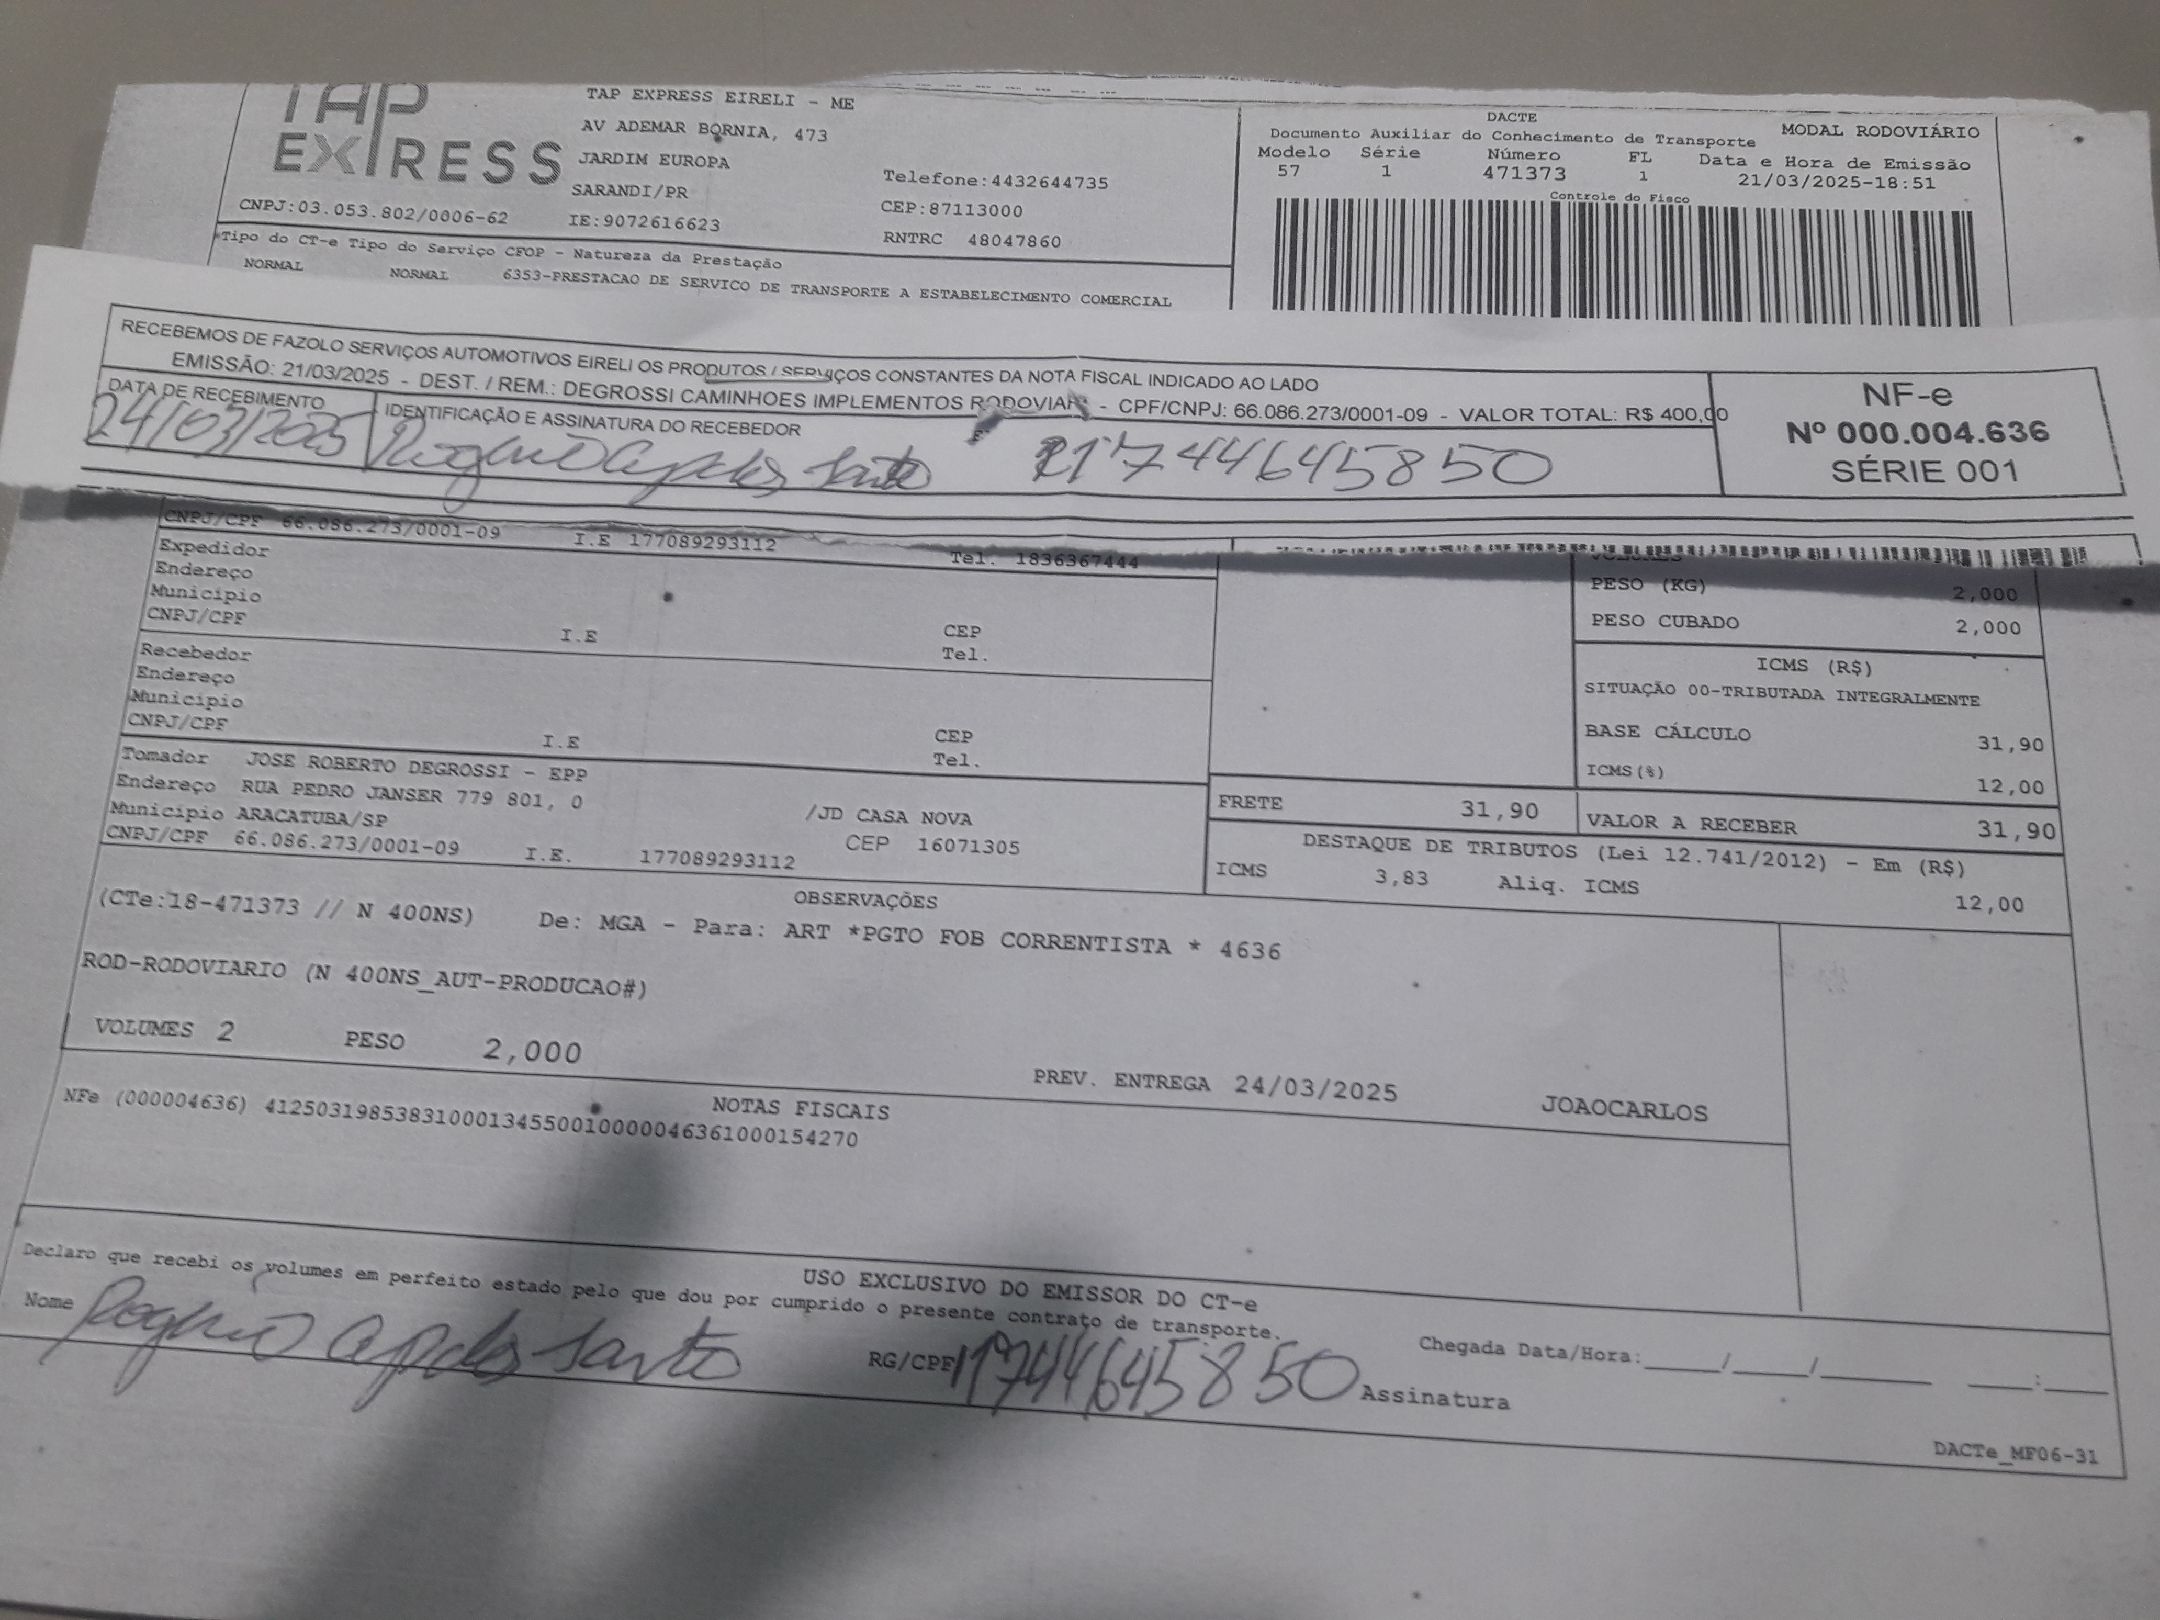 TAP
EXPRESS
TAP EXPRESS EIRELI - ME
AV ADEMAR BORNIA, 473
JARDIM EUROPA
SARANDI/PR
Telefone:4432644735
CEP:87113000
CNPJ:03.053.802/0006-62 IE:9072616623 RNTRC 48047860
DACTE
Documento Auxiliar do Conhecimento de Transporte MODAL RODOVIÁRIO
Modelo Série Número FL Data e Hora de Emissão
57 1 471373 1 21/03/2025-18:51
Controle do Fisco
Tipo do CT-e Tipo do Serviço CFOP - Natureza da Prestação
NORMAL NORMAL 6353-PRESTACAO DE SERVICO DE TRANSPORTE A ESTABELECIMENTO COMERCIAL
RECEBEMOS DE FAZOLO SERVIÇOS AUTOMOTIVOS EIRELI OS PRODUTOS / SERVIÇOS CONSTANTES DA NOTA FISCAL INDICADO AO LADO
EMISSÃO: 21/03/2025 - DEST. / REM.: DEGROSSI CAMINHOES IMPLEMENTOS RODOVIAR - CPF/CNPJ: 66.086.273/0001-09 - VALOR TOTAL: R$ 400,00
DATA DE RECEBIMENTO IDENTIFICAÇÃO E ASSINATURA DO RECEBEDOR
24/03/2025 11744645850
NF-e
Nº 000.004.636
SÉRIE 001
CNPJ/CPF 66.086.273/0001-09 I.E 177089293112 Tel. 1836367444
Expedidor
Endereço
Município CEP
CNPJ/CPF I.E Tel.
Recebedor
Endereço
Município CEP
CNPJ/CPF I.E Tel.
VOLUMES
PESO (KG) 2,000
PESO CUBADO 2,000
ICMS (R$)
SITUAÇÃO 00-TRIBUTADA INTEGRALMENTE
BASE CÁLCULO 31,90
ICMS(%) 12,00
Tomador JOSE ROBERTO DEGROSSI - EPP
Endereço RUA PEDRO JANSER 779 801, 0 /JD CASA NOVA
Município ARACATUBA/SP CEP 16071305
CNPJ/CPF 66.086.273/0001-09 I.E. 177089293112
FRETE 31,90 VALOR A RECEBER 31,90
DESTAQUE DE TRIBUTOS (Lei 12.741/2012) - Em (R$)
ICMS 3,83 Aliq. ICMS 12,00
OBSERVAÇÕES
(CTe:18-471373 // N 400NS) De: MGA - Para: ART *PGTO FOB CORRENTISTA * 4636
ROD-RODOVIARIO (N 400NS_AUT-PRODUCAO#)
VOLUMES 2 PESO 2,000 PREV. ENTREGA 24/03/2025 JOAOCARLOS
NOTAS FISCAIS
NFe (000004636) 41250319853831000134550010000046361000154270
USO EXCLUSIVO DO EMISSOR DO CT-e
Declaro que recebi os volumes em perfeito estado pelo que dou por cumprido o presente contrato de transporte.
Nome RG/CPF 11744645850 Assinatura Chegada Data/Hora:_____/_____/_______ ____:____
DACTe_MF06-31